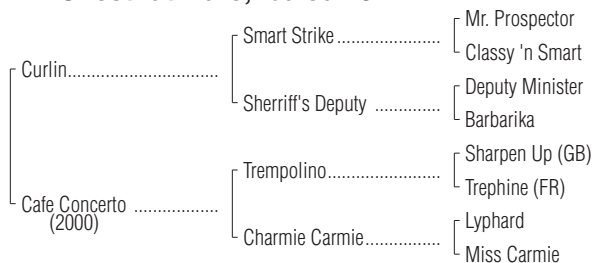 Mr. Prospector
Smart Strike ....................
Classy 'n Smart
Curlin..............................
Deputy Minister
Sherriff's Deputy ...............
Barbarika
Sharpen Up (GB)
Trempolino......................
Trephine (FR)
Cafe Concerto ..................
(2000)
Lyphard
Charmie Carmie...............
Miss Carmie